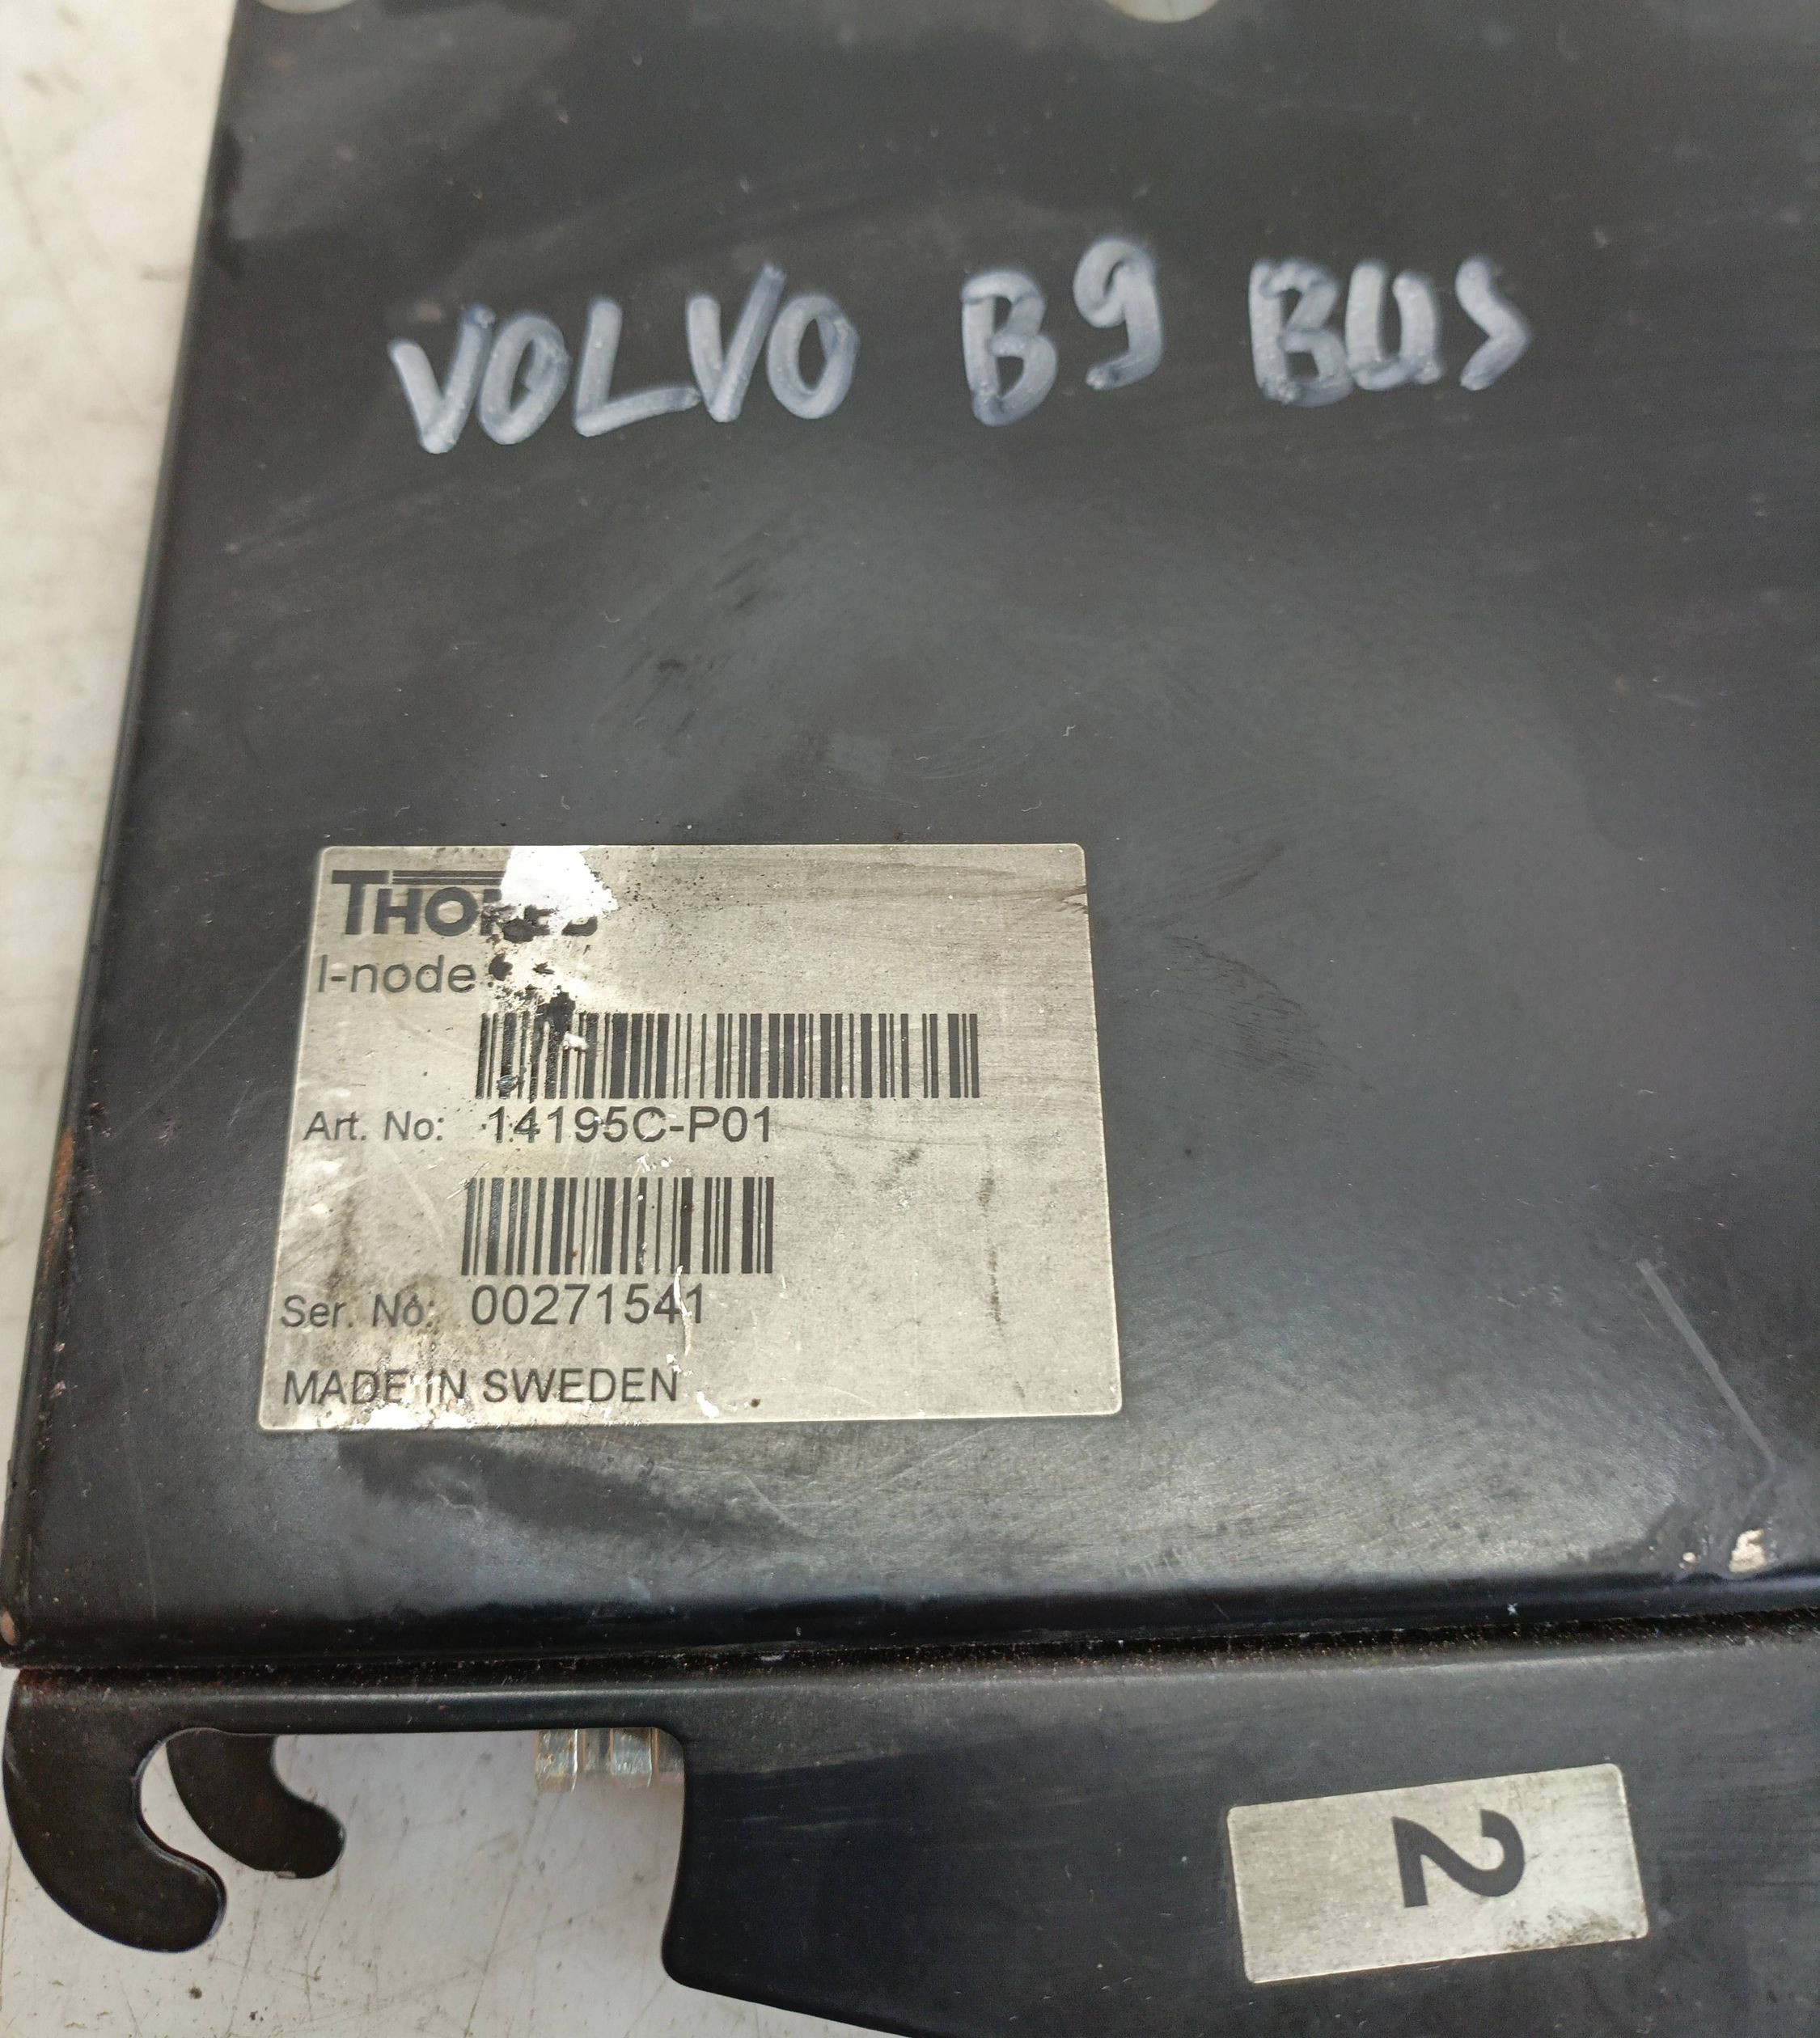 VOLVO B9 BUS
I-node
Art. No: 14195C-P01
Ser. No: 00271541
MADE IN SWEDEN
2